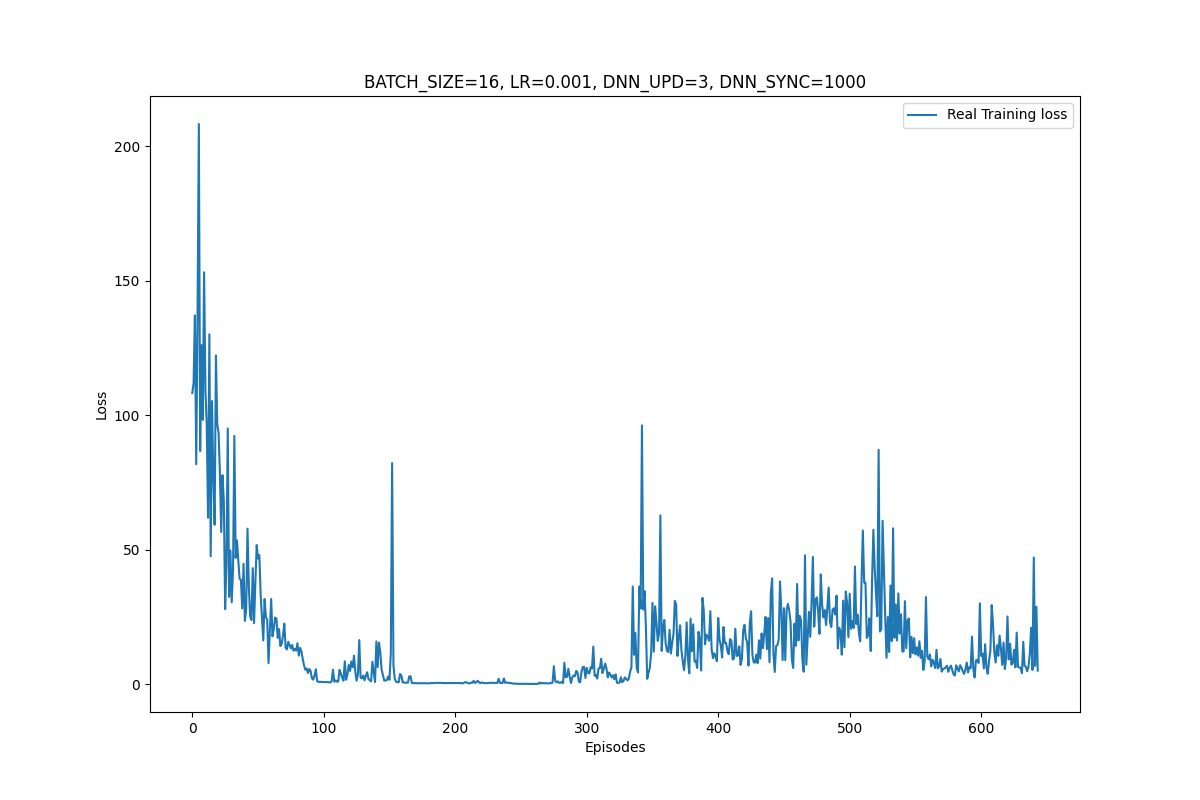 BATCH_SIZE=16, LR=0.001, DNN_UPD=3, DNN_SYNC=1000
Real Training loss
200
150
100
50
0
Loss
0 100 200 300 400 500 600
Episodes